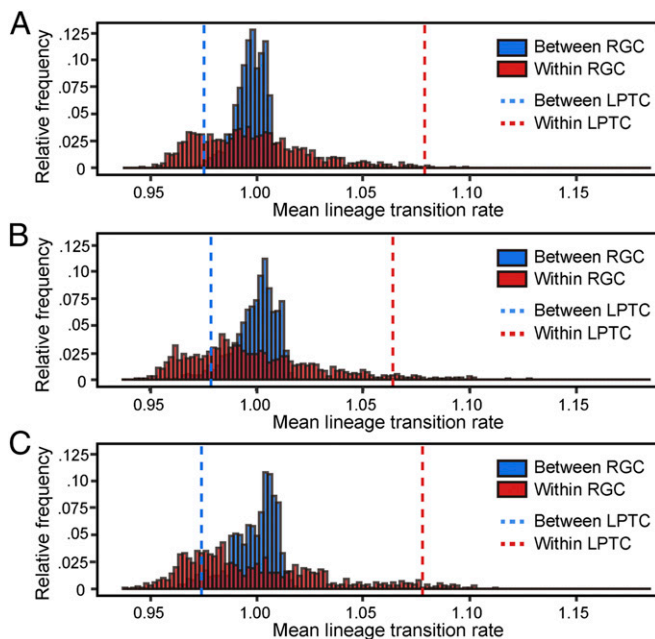 A
Relative frequency
.125
.10
.075
.05
.025
0
0.95 1.00 1.05 1.10 1.15
Mean lineage transition rate
Between RGC
Within RGC
Between LPTC
Within LPTC
B
Relative frequency
.125
.10
.075
.05
.025
0
0.95 1.00 1.05 1.10 1.15
Mean lineage transition rate
Between RGC
Within RGC
Between LPTC
Within LPTC
C
Relative frequency
.125
.10
.075
.05
.025
0
0.95 1.00 1.05 1.10 1.15
Mean lineage transition rate
Between RGC
Within RGC
Between LPTC
Within LPTC